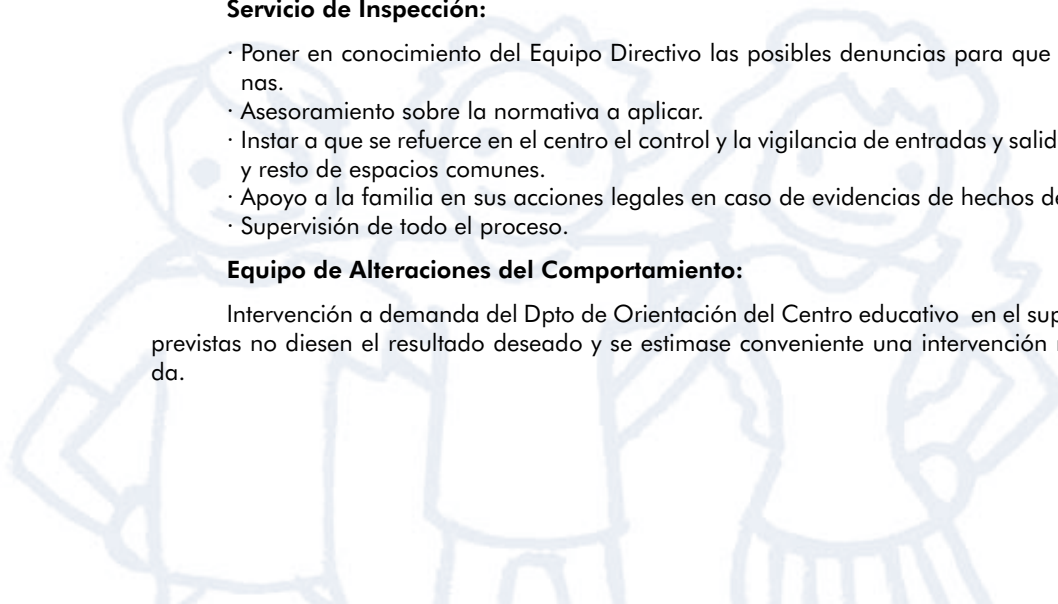 Servicio de Inspección:
· Poner en conocimiento del Equipo Directivo las posibles denuncias para que
nas.
· Asesoramiento sobre la normativa a aplicar.
· Instar a que se refuerce en el centro el control y la vigilancia de entradas y salid
y resto de espacios comunes.
· Apoyo a la familia en sus acciones legales en caso de evidencias de hechos de
· Supervisión de todo el proceso.
Equipo de Alteraciones del Comportamiento:
Intervención a demanda del Dpto de Orientación del Centro educativo en el sup
previstas no diesen el resultado deseado y se estimase conveniente una intervención
da.